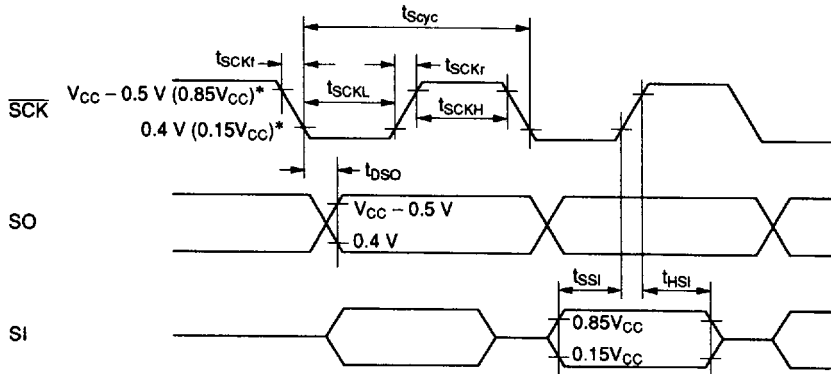 tScyc
tSCKf
tSCKr
tSCKL
VCC – 0.5 V (0.85VCC)*
SCK
tSCKH
0.4 V (0.15VCC)*
tDSO
VCC – 0.5 V
SO
0.4 V
tSSI
tHSI
0.85VCC
SI
0.15VCC